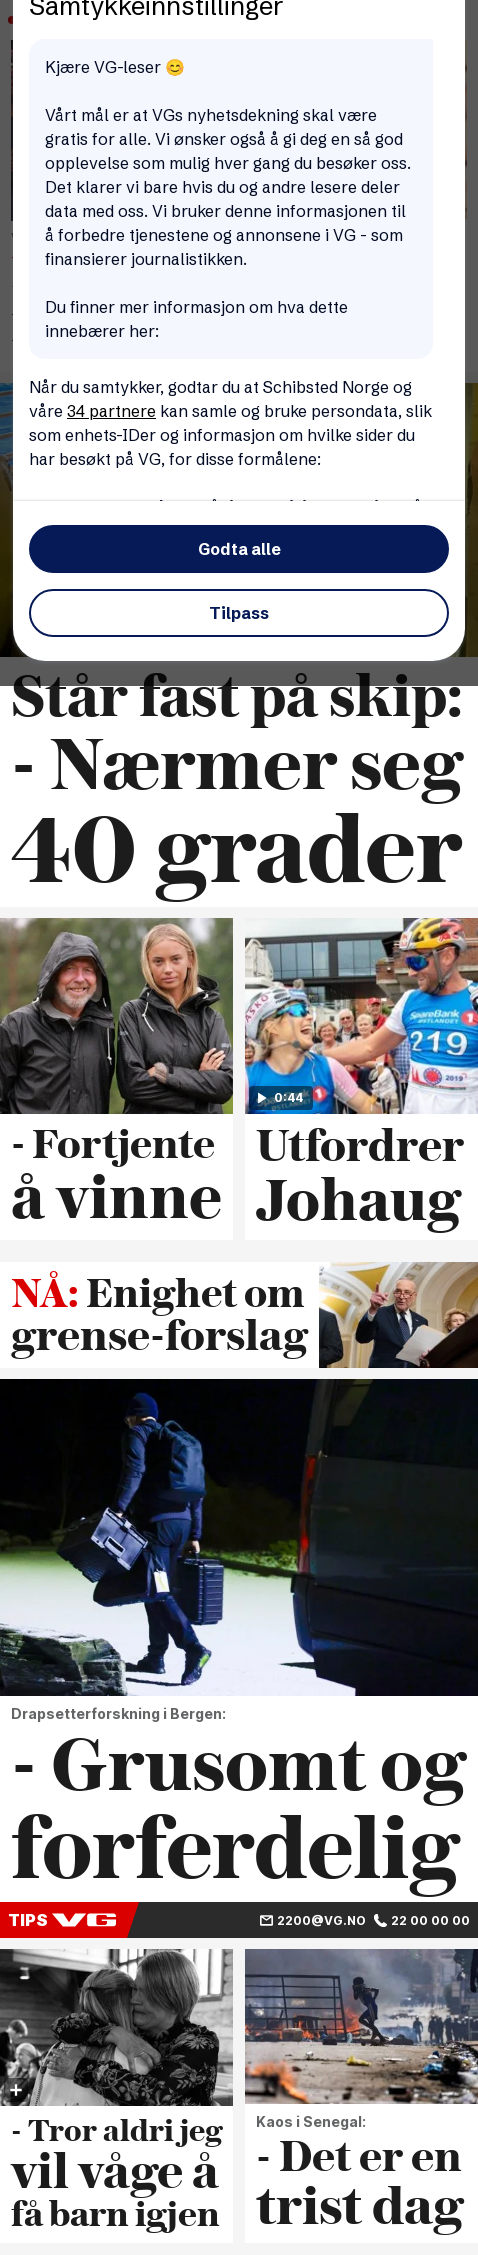 Samtykkeinnstillinger
Kjære VG-leser 😊
Vårt mål er at VGs nyhetsdekning skal være
gratis for alle. Vi ønsker også å gi deg en så god
opplevelse som mulig hver gang du besøker oss.
Det klarer vi bare hvis du og andre lesere deler
data med oss. Vi bruker denne informasjonen til
å forbedre tjenestene og annonsene i VG - som
finansierer journalistikken.
Du finner mer informasjon om hva dette
innebærer her:
Når du samtykker, godtar du at Schibsted Norge og
våre 34 partnere kan samle og bruke persondata, slik
som enhets-IDer og informasjon om hvilke sider du
har besøkt på VG, for disse formålene:
Godta alle
Tilpass
Står fast på skip:
- Nærmer seg
40 grader
SpareBank 1
ØSTLANDET
219
2019
0:44
- Fortjente
å vinne
Utfordrer
Johaug
NÅ: Enighet om
grense-forslag
Drapsetterforskning i Bergen:
- Grusomt og
forferdelig
TIPS VG
2200@VG.NO 22 00 00 00
- Tror aldri jeg
vil våge å
få barn igjen
Kaos i Senegal:
- Det er en
trist dag